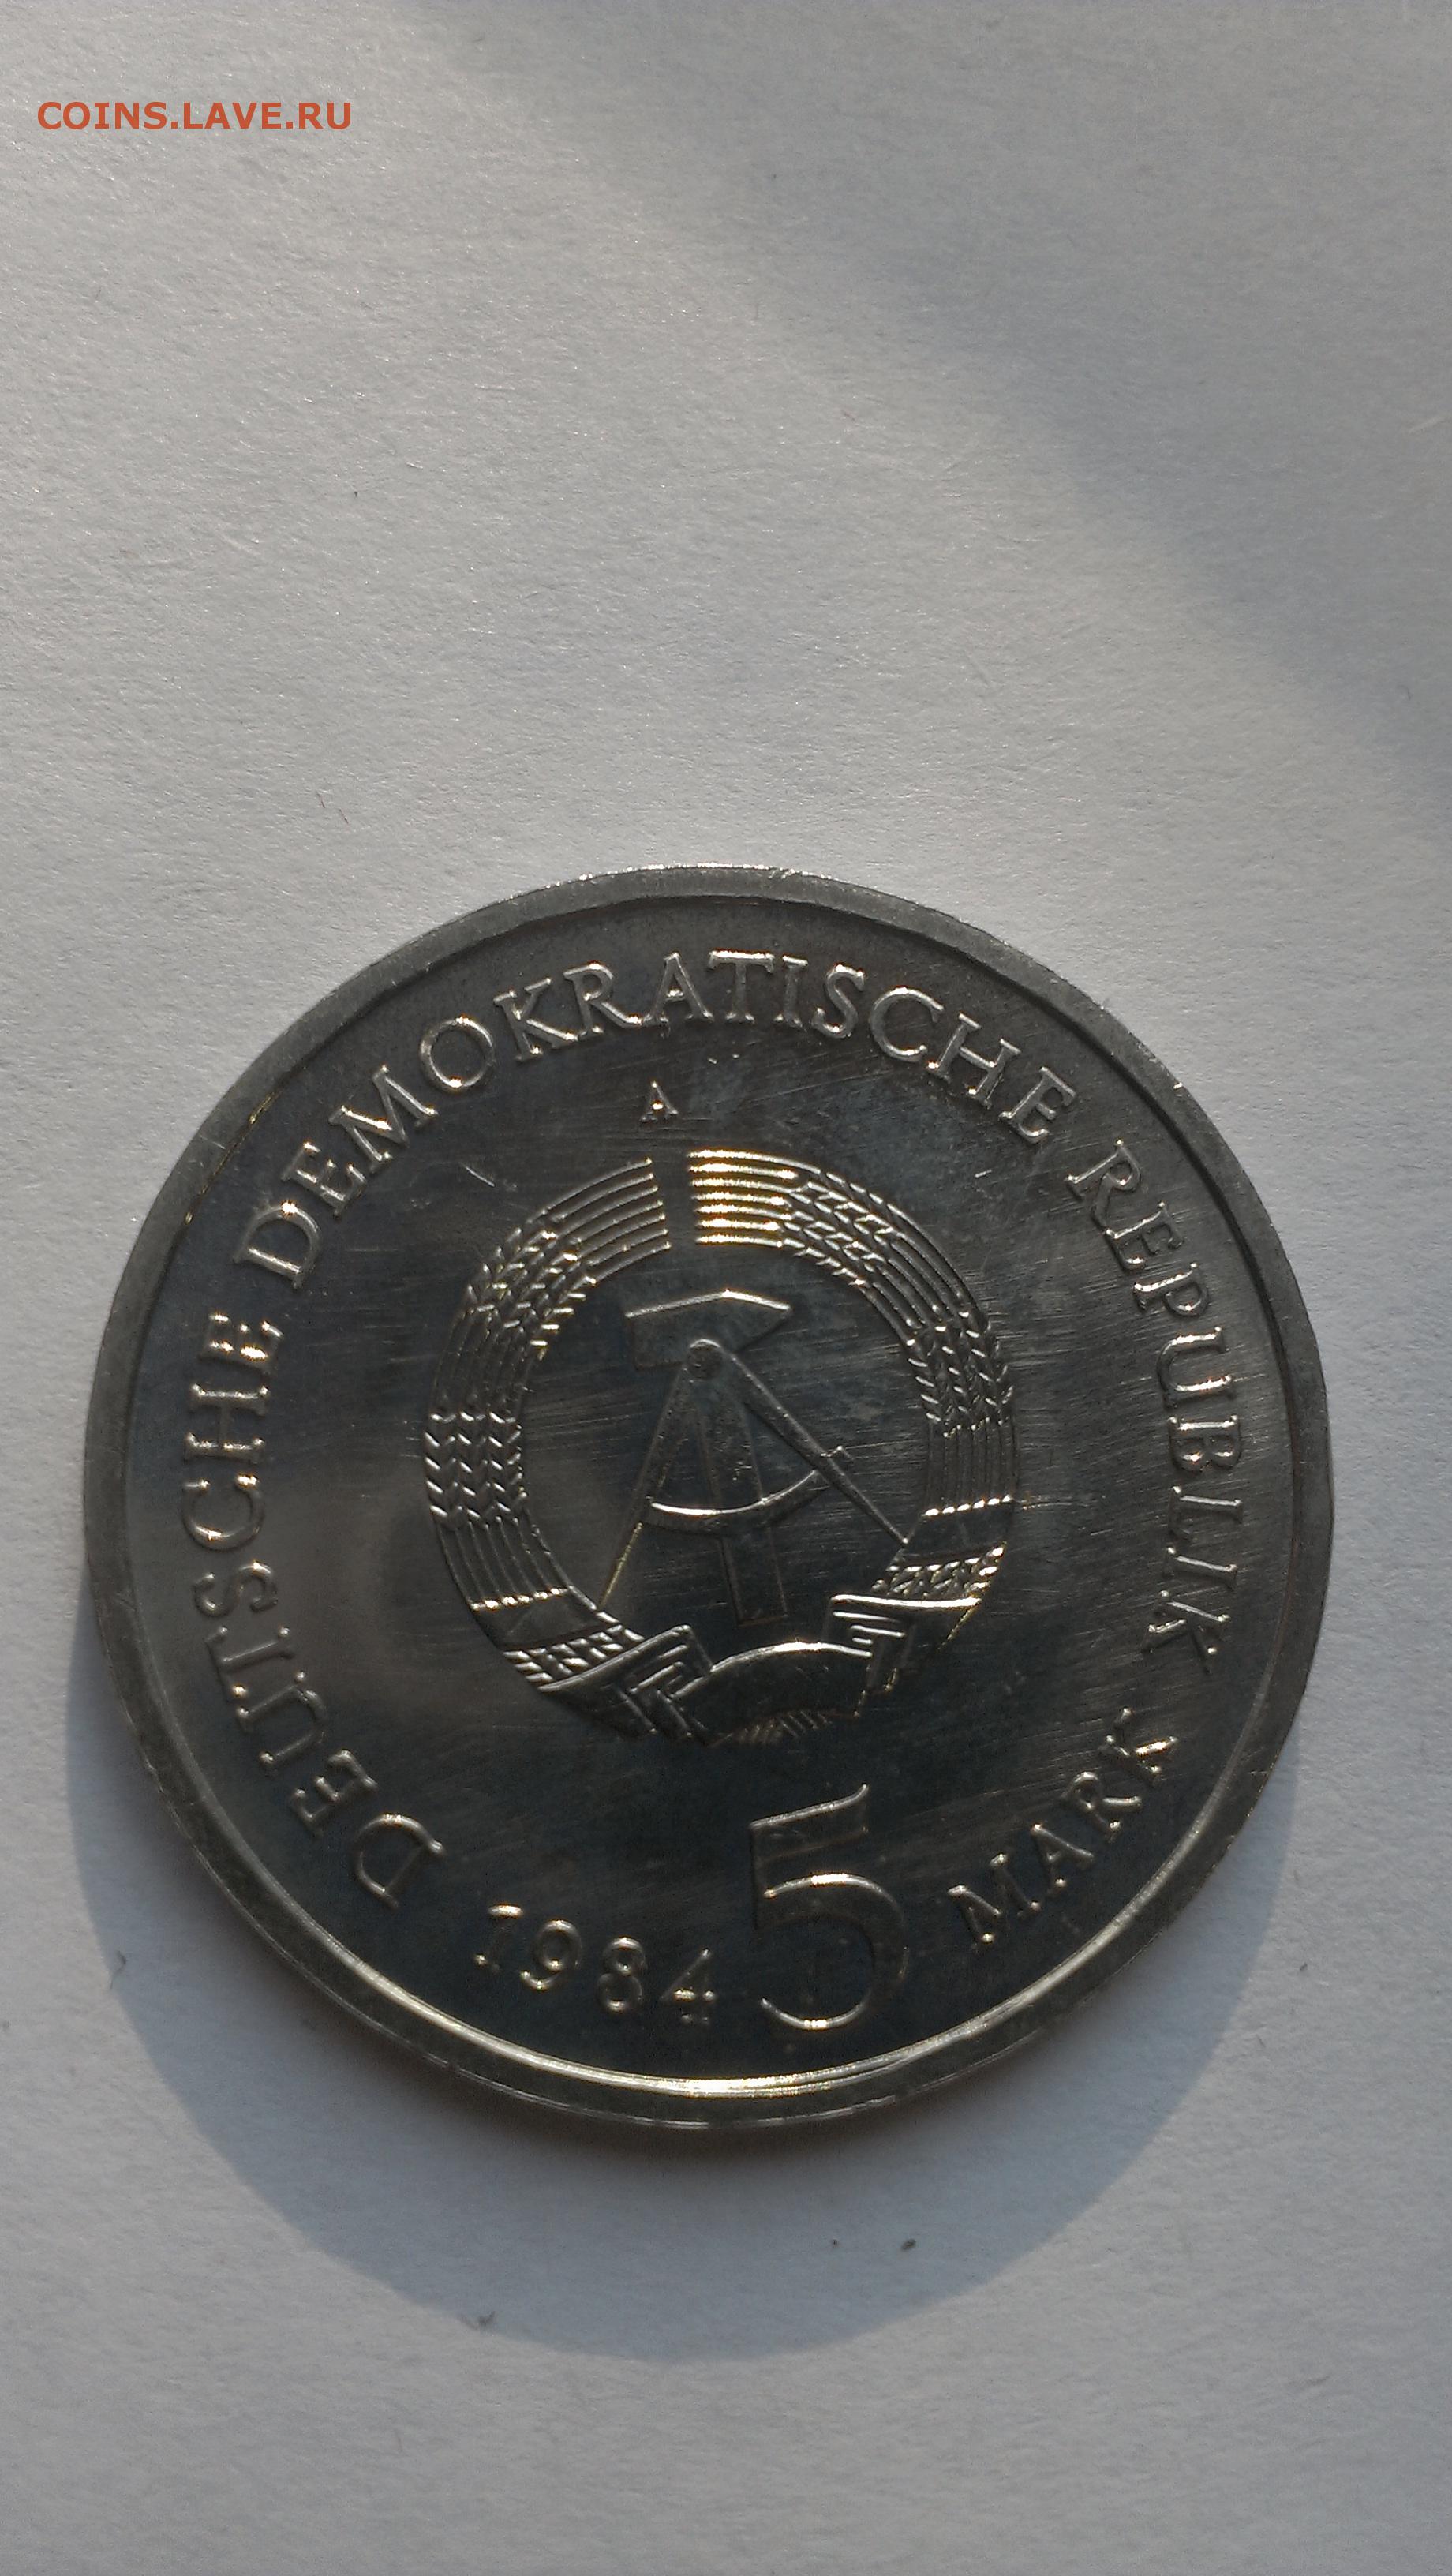 COINS.LAVE.RU
DEUTSCHE DEMOKRATISCHE REPUBLIK
A
1984 5 MARK